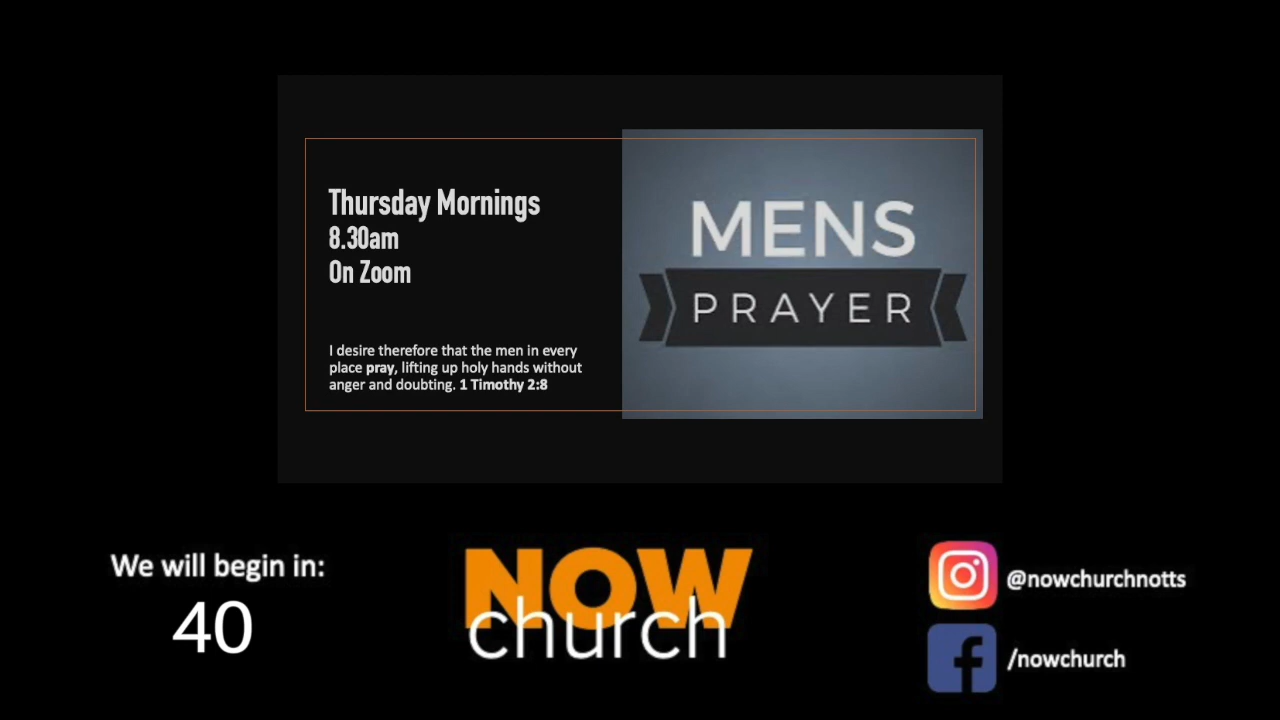 Thursday Mornings
8.30am
On Zoom
I desire therefore that the men in every
place pray, lifting up holy hands without
anger and doubting. 1 Timothy 2:8
MENS
PRAYER
We will begin in:
40
NOW
church
@nowchurchnotts
/nowchurch